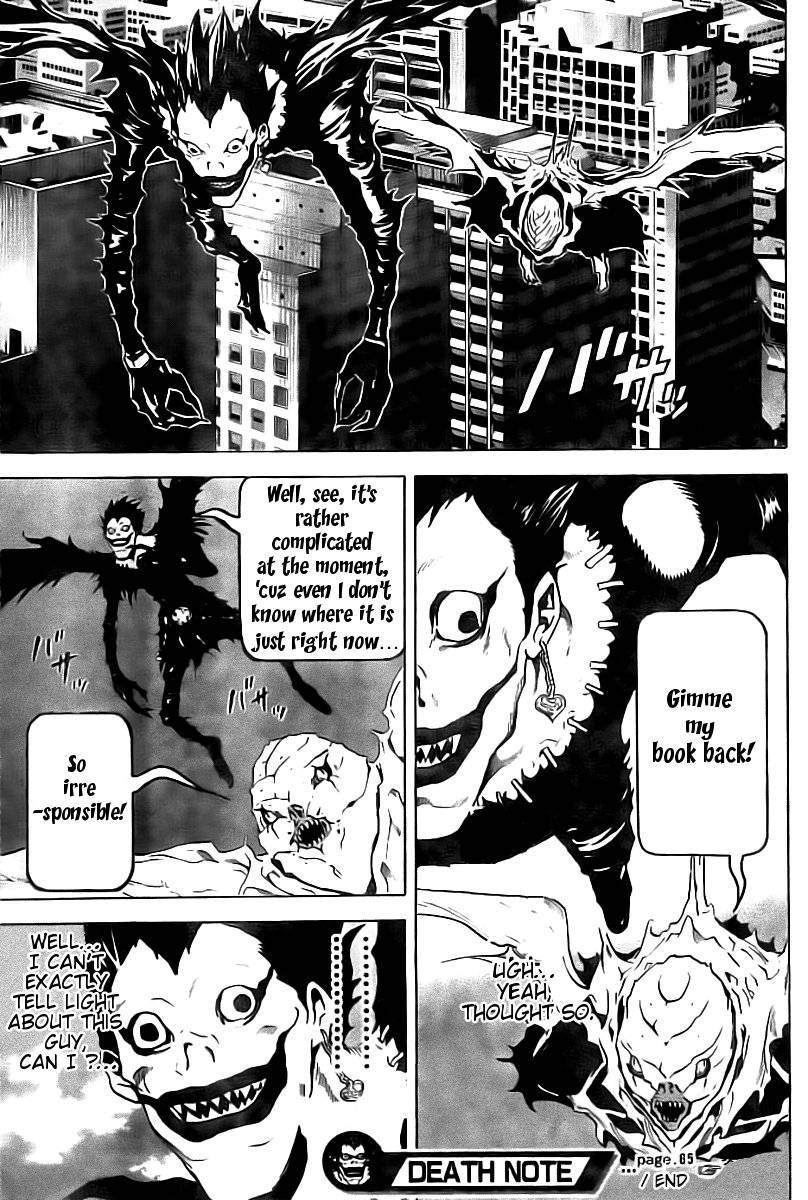 バサッ
Gimme
my
book back!
UGH...
YEAH,
THOUGHT SO.
Well, see, it's
rather
complicated
at the moment,
'cuz even I don't
know where it is
just right now...
バサッ
バサッ
So
irre
-sponsible!
WELL...
I CAN'T
EXACTLY
TELL LIGHT
ABOUT THIS
GUY,
CAN I ?...
DEATH NOTE
...page.65
/ END